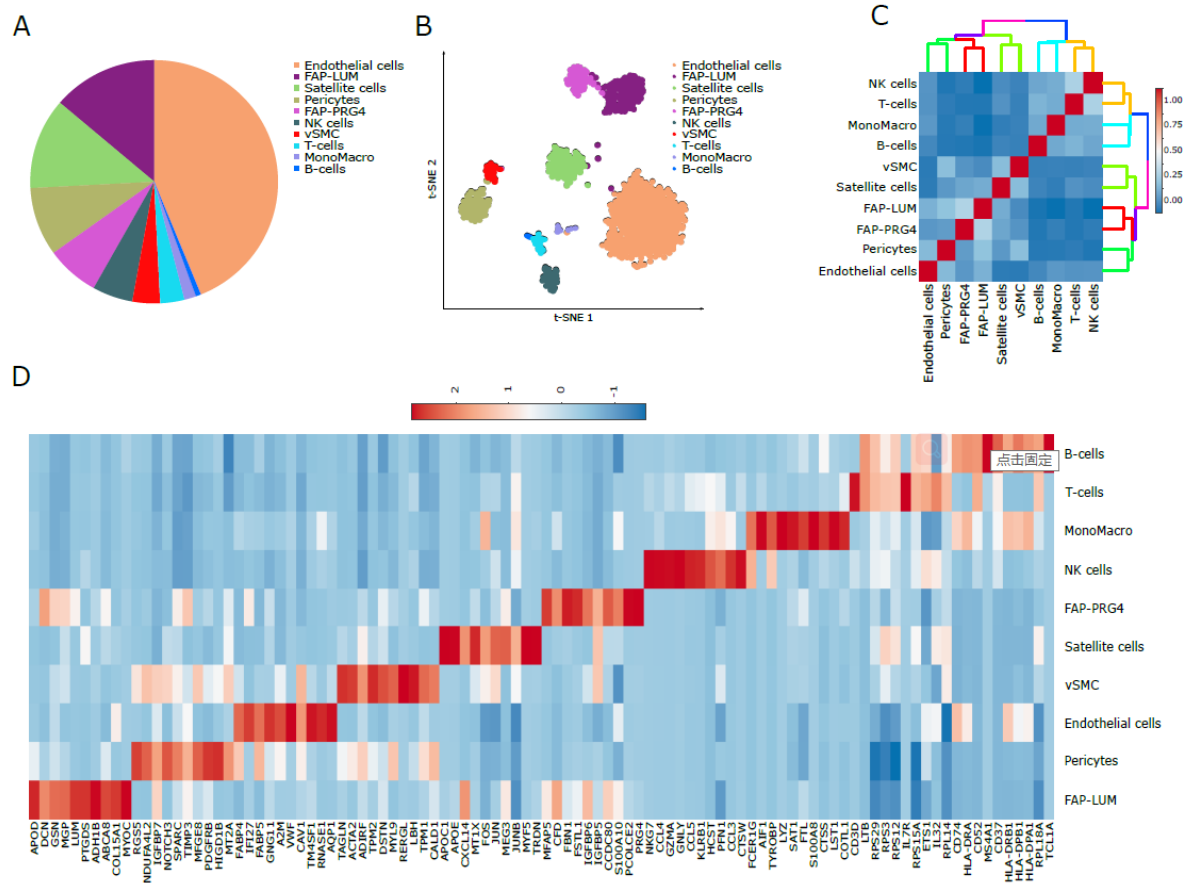 A
Endothelial cells
FAP-LUM
Satellite cells
Pericytes
FAP-PRG4
NK cells
vSMC
T-cells
MonoMacro
B-cells
B
t-SNE 2
t-SNE 1
Endothelial cells
FAP-LUM
Satellite cells
Pericytes
FAP-PRG4
NK cells
vSMC
T-cells
MonoMacro
B-cells
C
NK cells
T-cells
MonoMacro
B-cells
vSMC
Satellite cells
FAP-LUM
FAP-PRG4
Pericytes
Endothelial cells
Endothelial cells
Pericytes
FAP-PRG4
FAP-LUM
Satellite cells
vSMC
B-cells
MonoMacro
T-cells
NK cells
1.00
0.75
0.50
0.25
0.00
D
2
1
0
-1
B-cells
点击固定
T-cells
MonoMacro
NK cells
FAP-PRG4
Satellite cells
vSMC
Endothelial cells
Pericytes
FAP-LUM
APOD
DCN
GSN
MGP
LUM
PTGDS
ADH1B
ABCA8
COL15A1
MYOC
RGS5
NDUFA4L2
IGFBP7
NOTCH3
SPARC
TIMP3
MFGE8
PDGFRB
HIGD1B
MT2A
FABP4
IFI27
FABP5
GNG11
A2M
VWF
CAV1
TM4SF1
RNASE1
AQP1
TAGLN
ACTA2
ADIRF
TPM2
DSTN
MYL9
RERGL
LBH
TPM1
CALD1
APOC1
APOE
CXCL14
MT1X
FOS
JUN
MEG3
JUNB
MYF5
TRDN
MFAP5
CFD
FBN1
FSTL1
IGFBP6
IGFBP5
CCDC80
S100A10
PCOLCE2
PRG4
NKG7
CCL4
GZMA
GNLY
CCL5
KLRB1
HCST
PFN1
CCL3
CTSW
FCER1G
AIF1
TYROBP
LYZ
SAT1
FTL
S100A8
CTSS
LST1
COTL1
CD3D
LTB
RPS29
RPS3
RPS12
IL7R
RPS15A
ETS1
IL32
RPL14
CD74
HLA-DRA
CD52
MS4A1
CD37
HLA-DRB1
HLA-DPB1
HLA-DPA1
RPL18A
TCL1A